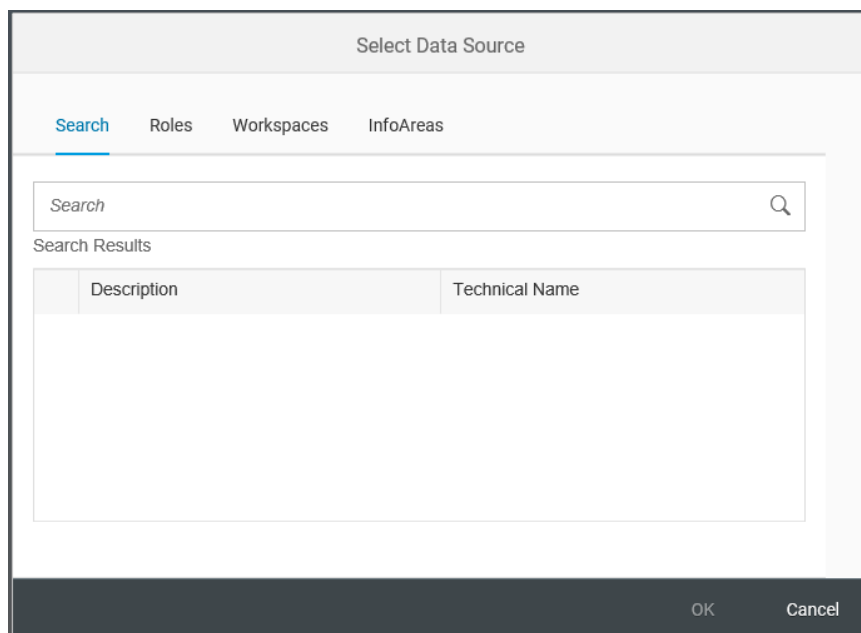 Select Data Source
Search Roles Workspaces InfoAreas
Search
Search Results
Description Technical Name
OK Cancel